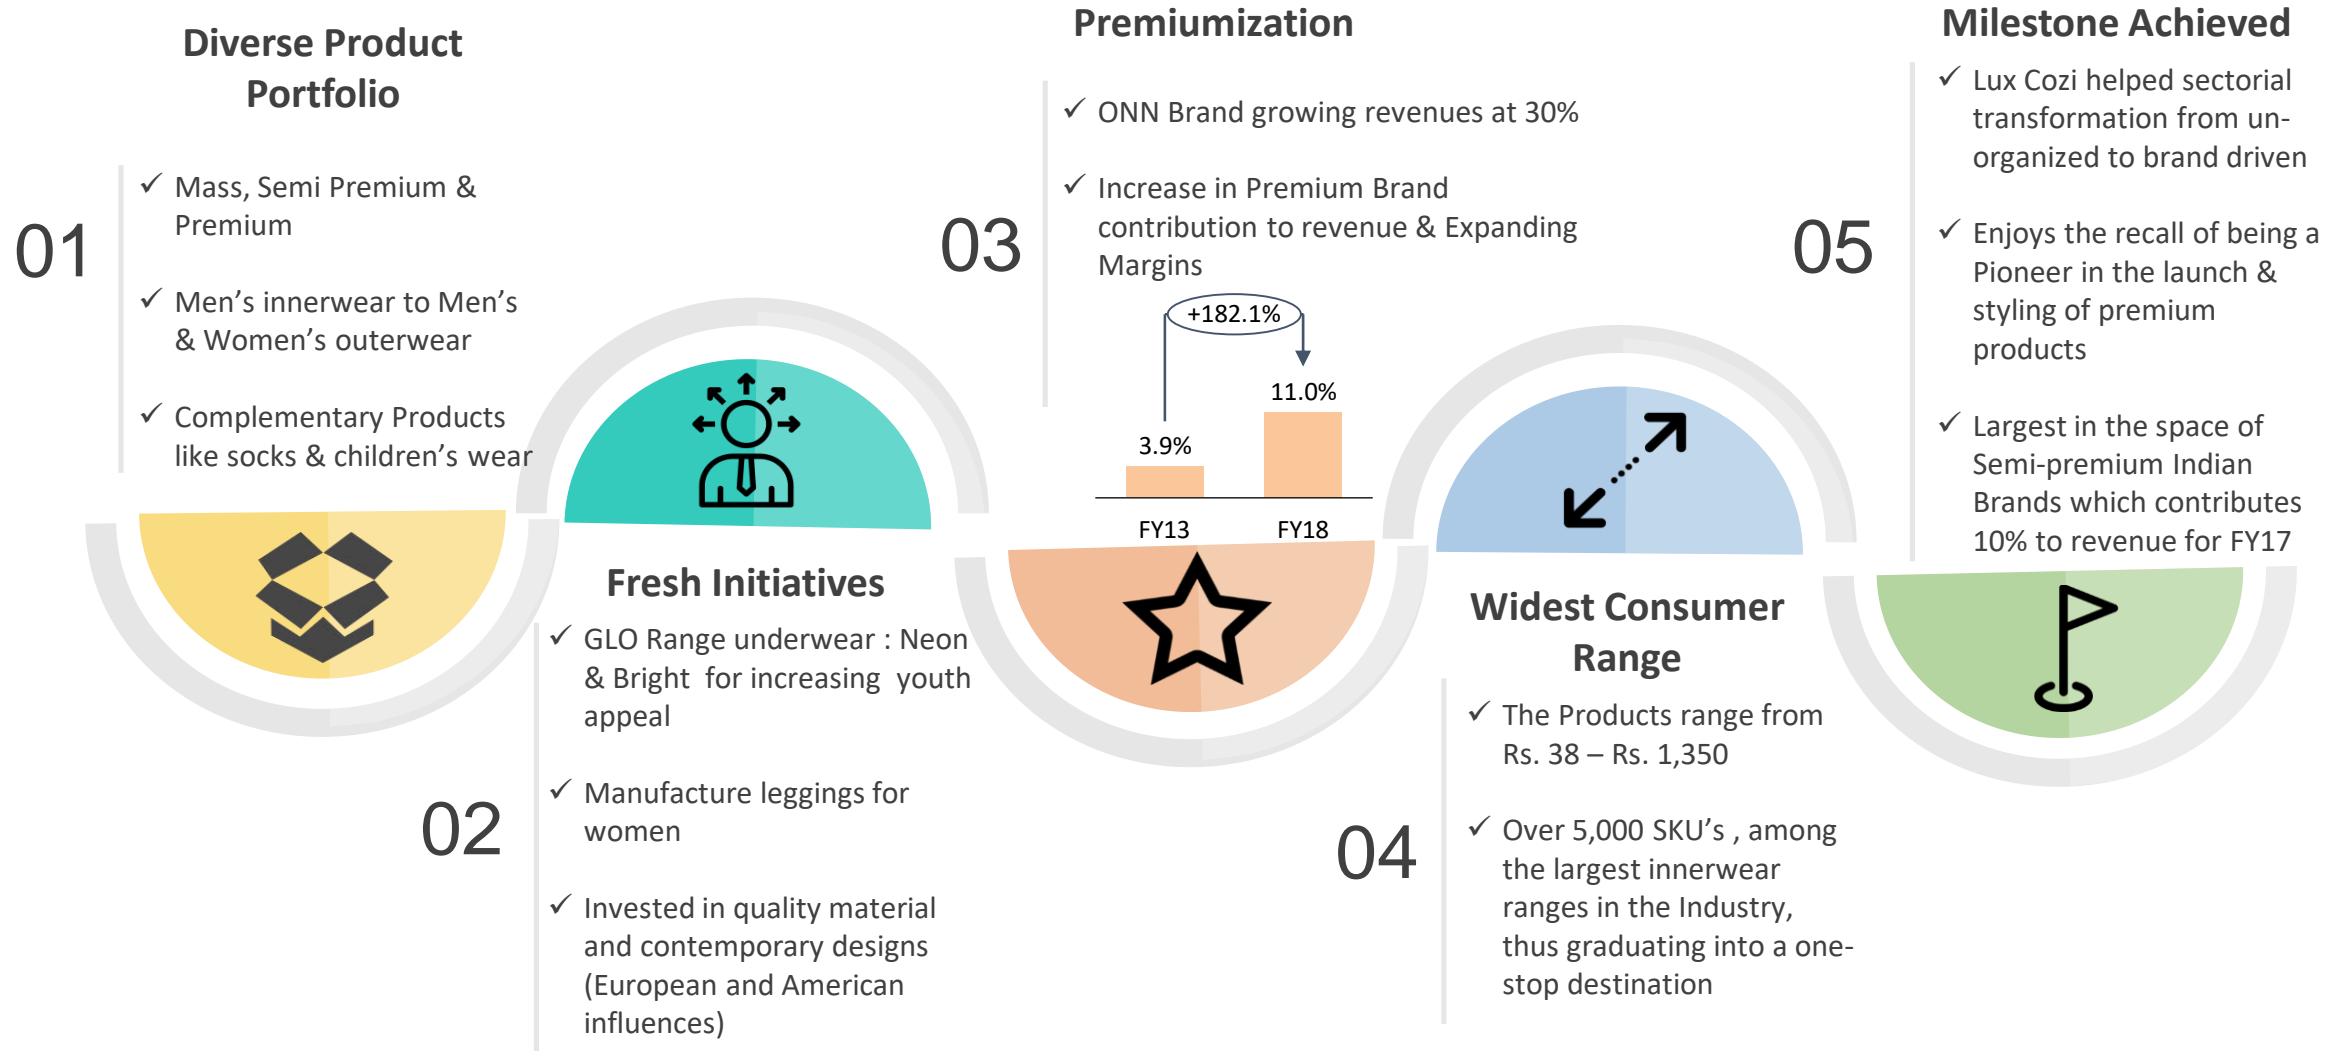 Diverse Product
Portfolio
01
✓ Mass, Semi Premium &
Premium
✓ Men’s innerwear to Men’s
& Women’s outerwear
✓ Complementary Products
like socks & children’s wear
Fresh Initiatives
02
✓ GLO Range underwear : Neon
& Bright for increasing youth
appeal
✓ Manufacture leggings for
women
✓ Invested in quality material
and contemporary designs
(European and American
influences)
Premiumization
03
✓ ONN Brand growing revenues at 30%
✓ Increase in Premium Brand
contribution to revenue & Expanding
Margins
+182.1%
3.9%
11.0%
FY13
FY18
Widest Consumer
Range
04
✓ The Products range from
Rs. 38 – Rs. 1,350
✓ Over 5,000 SKU’s , among
the largest innerwear
ranges in the Industry,
thus graduating into a one-
stop destination
Milestone Achieved
05
✓ Lux Cozi helped sectorial
transformation from un-
organized to brand driven
✓ Enjoys the recall of being a
Pioneer in the launch &
styling of premium
products
✓ Largest in the space of
Semi-premium Indian
Brands which contributes
10% to revenue for FY17